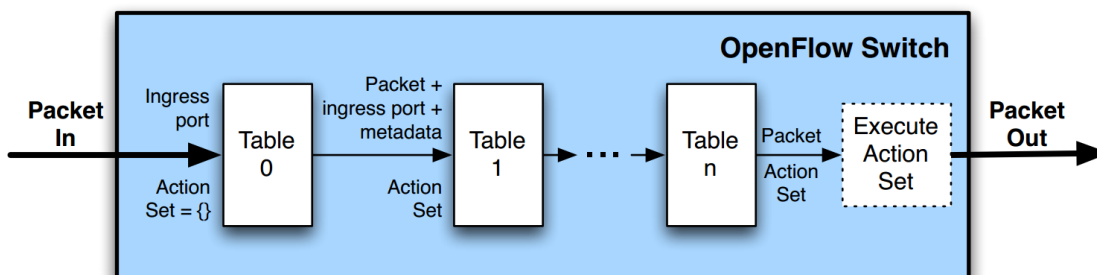 OpenFlow Switch
Packet
In
Ingress
port
Action
Set = {}
Table
0
Packet +
ingress port +
metadata
Action
Set
Table
1
...
Table
n
Packet
Action
Set
Execute
Action
Set
Packet
Out